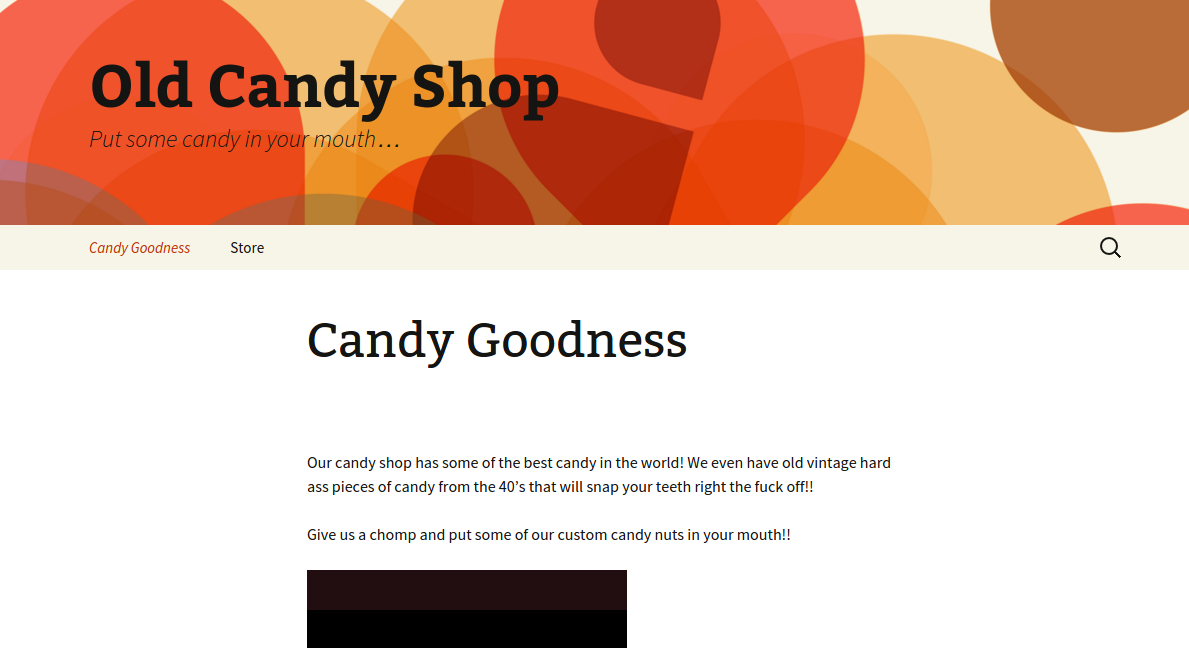 Old Candy Shop
Put some candy in your mouth…
Candy Goodness
Store
Candy Goodness
Our candy shop has some of the best candy in the world! We even have old vintage hard
ass pieces of candy from the 40’s that will snap your teeth right the fuck off!!
Give us a chomp and put some of our custom candy nuts in your mouth!!